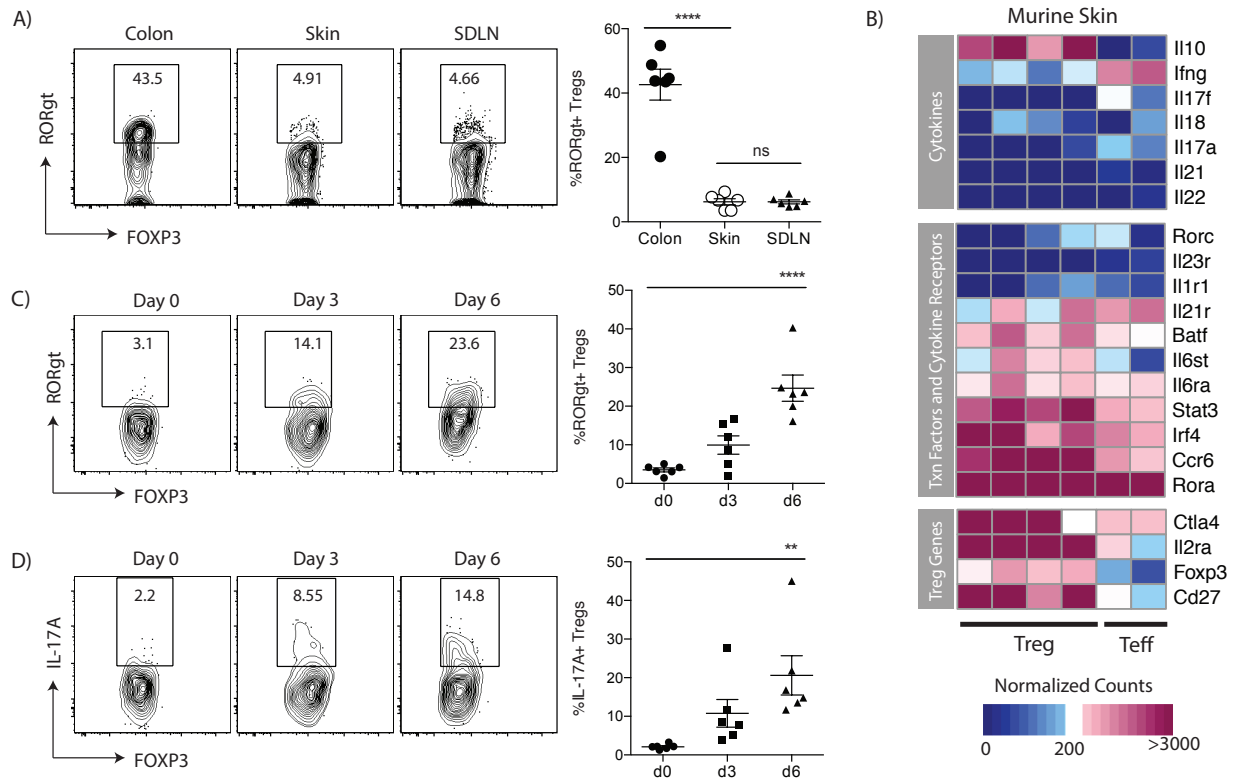 A)
Colon
Skin
SDLN
43.5
4.91
4.66
RORgt
FOXP3
%RORgt+ Tregs
60
40
20
0
****
ns
Colon
Skin
SDLN
B)
Murine Skin
Cytokines
Il10
Ifng
Il17f
Il18
Il17a
Il21
Il22
Txn Factors and Cytokine Receptors
Rorc
Il23r
Il1r1
Il21r
Batf
Il6st
Il6ra
Stat3
Irf4
Ccr6
Rora
Treg Genes
Ctla4
Il2ra
Foxp3
Cd27
Treg
Teff
Normalized Counts
0
200
>3000
C)
Day 0
Day 3
Day 6
3.1
14.1
23.6
RORgt
FOXP3
%RORgt+ Tregs
50
40
30
20
10
0
****
d0
d3
d6
D)
Day 0
Day 3
Day 6
2.2
8.55
14.8
IL-17A
FOXP3
%IL-17A+ Tregs
50
40
30
20
10
0
**
d0
d3
d6